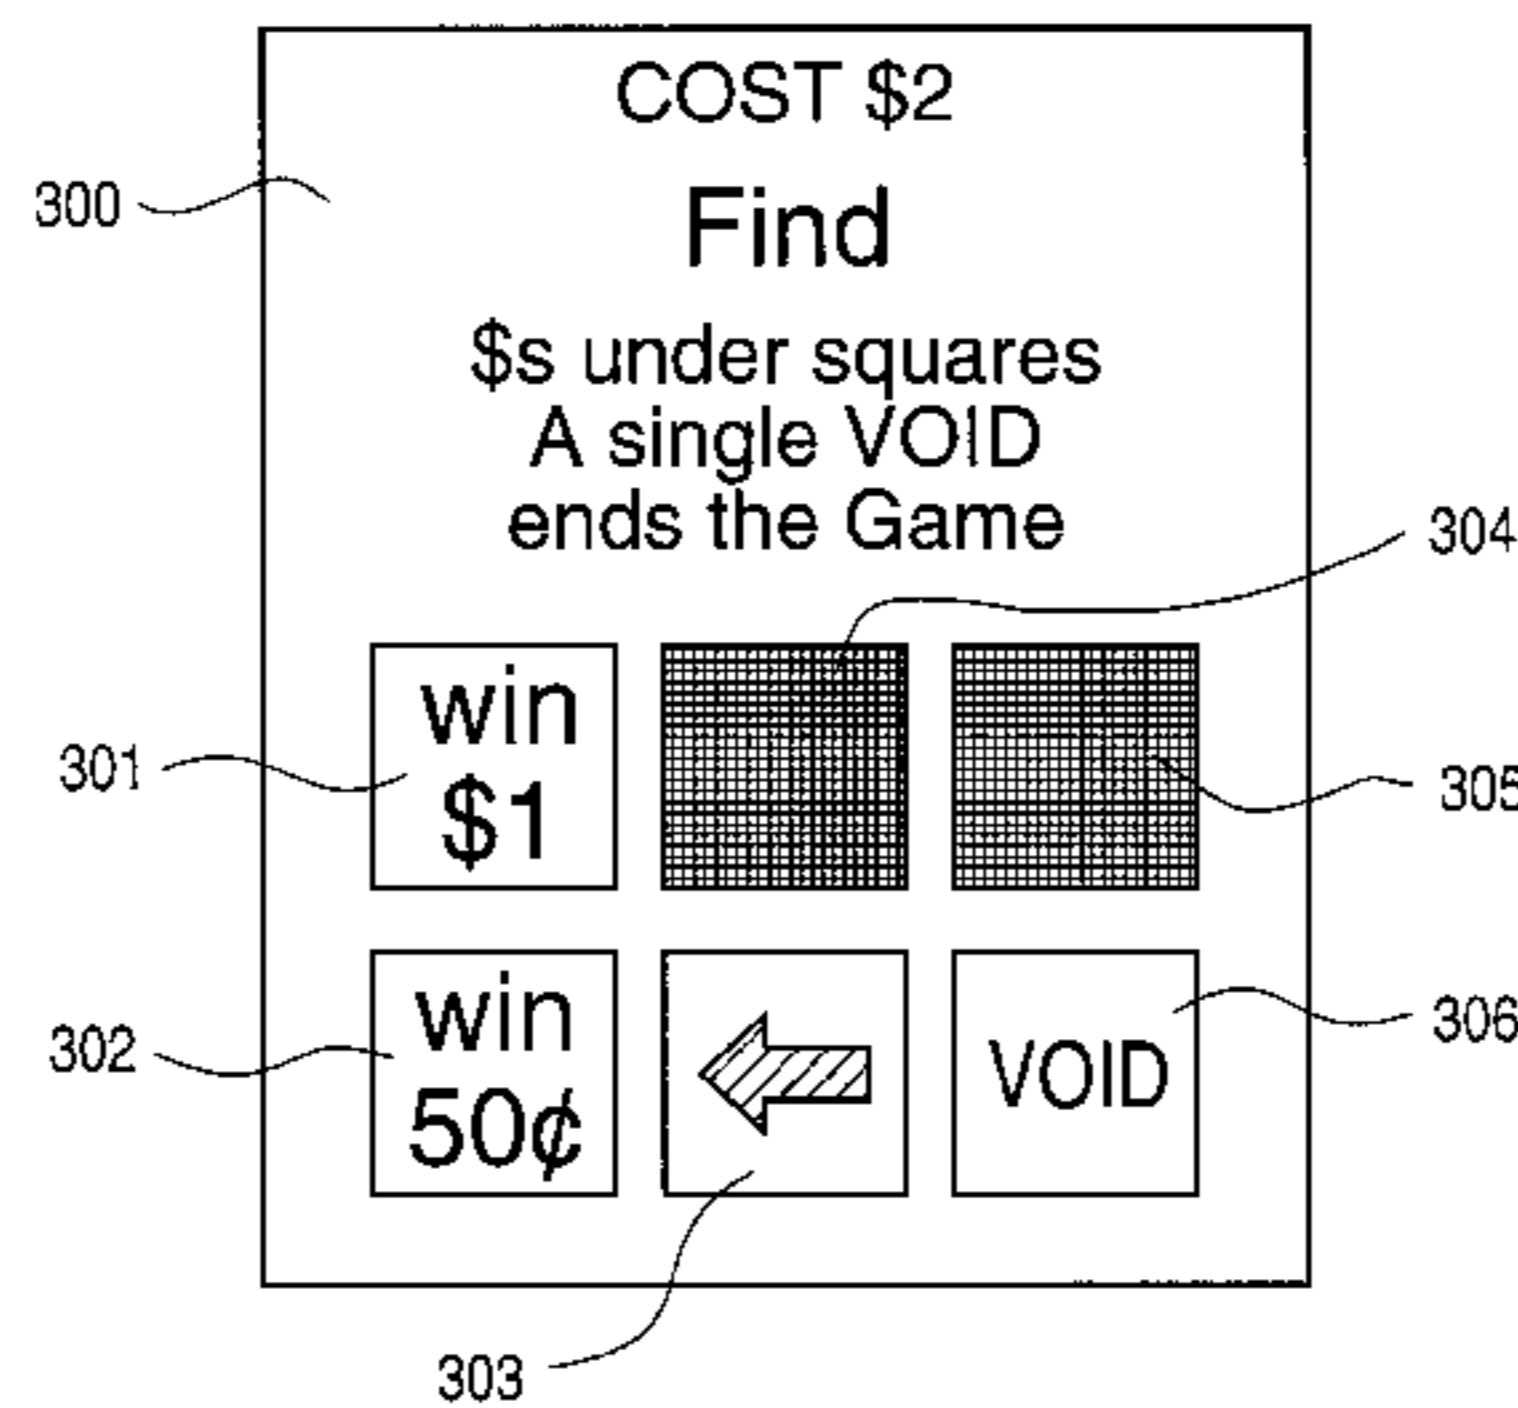 COST $2
300
Find
$s under squares
A single VOID
ends the Game
304
win
$1
301
305
win
50¢
302
VOID
306
303